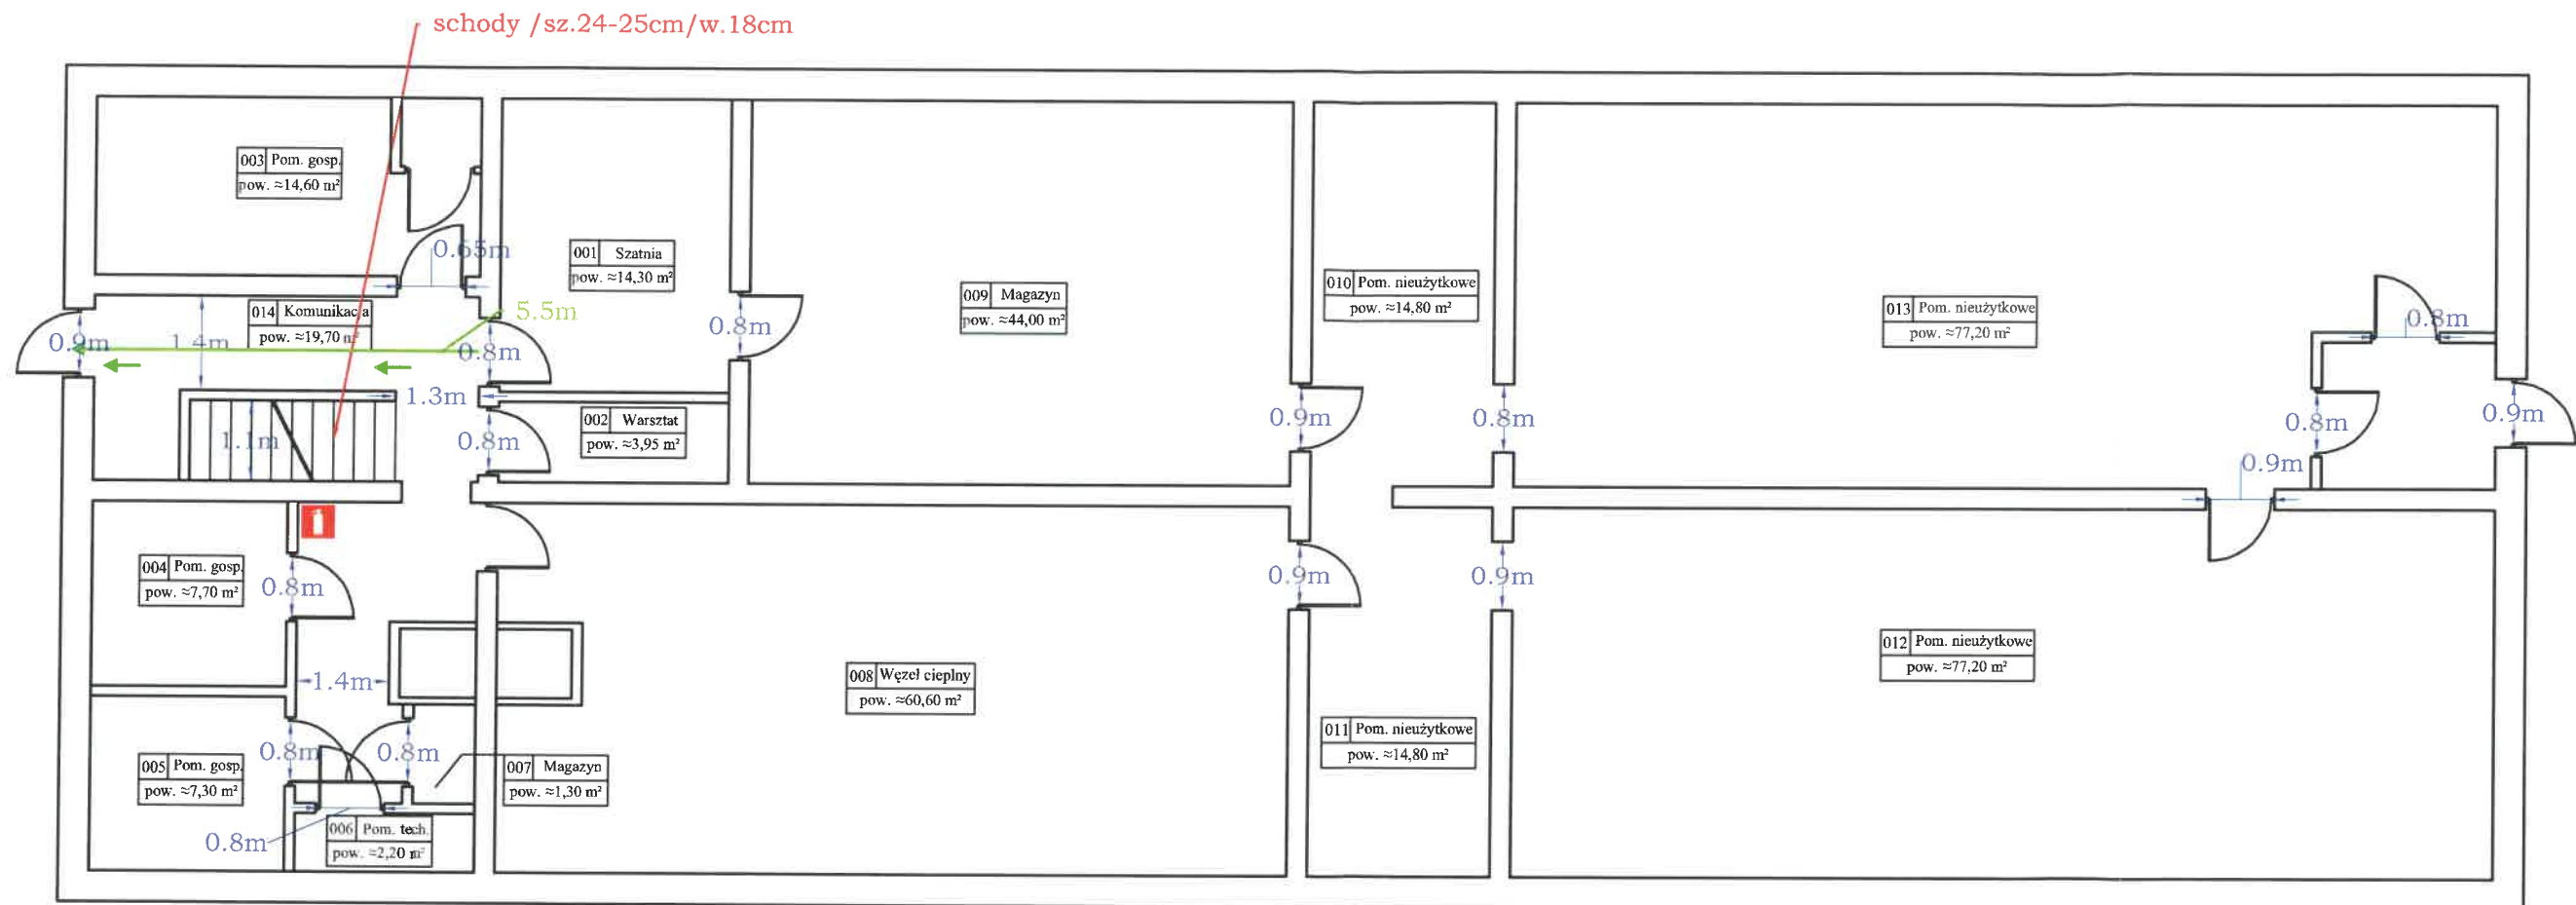 schody /sz.24-25cm/w.18cm
003 Pom. gosp.
pow. ≈14,60 m²
0.65m
001 Szatnia
pow. ≈14,30 m²
009 Magazyn
pow. ≈44,00 m²
010 Pom. nieużytkowe
pow. ≈14,80 m²
013 Pom. nieużytkowe
pow. ≈77,20 m²
014 Komunikacja
pow. ≈19,70 m²
5.5m
0.9m
1.4m
0.8m
0.8m
0.8m
1.3m
002 Warsztat
pow. ≈3,95 m²
1.1m
0.8m
0.9m
0.8m
0.8m
0.9m
0.9m
004 Pom. gosp.
pow. ≈7,70 m²
0.8m
0.9m
0.9m
1.4m
008 Węzeł cieplny
pow. ≈60,60 m²
012 Pom. nieużytkowe
pow. ≈77,20 m²
011 Pom. nieużytkowe
pow. ≈14,80 m²
0.8m
0.8m
005 Pom. gosp.
pow. ≈7,30 m²
007 Magazyn
pow. ≈1,30 m²
0.8m
006 Pom. tech.
pow. ≈2,20 m²